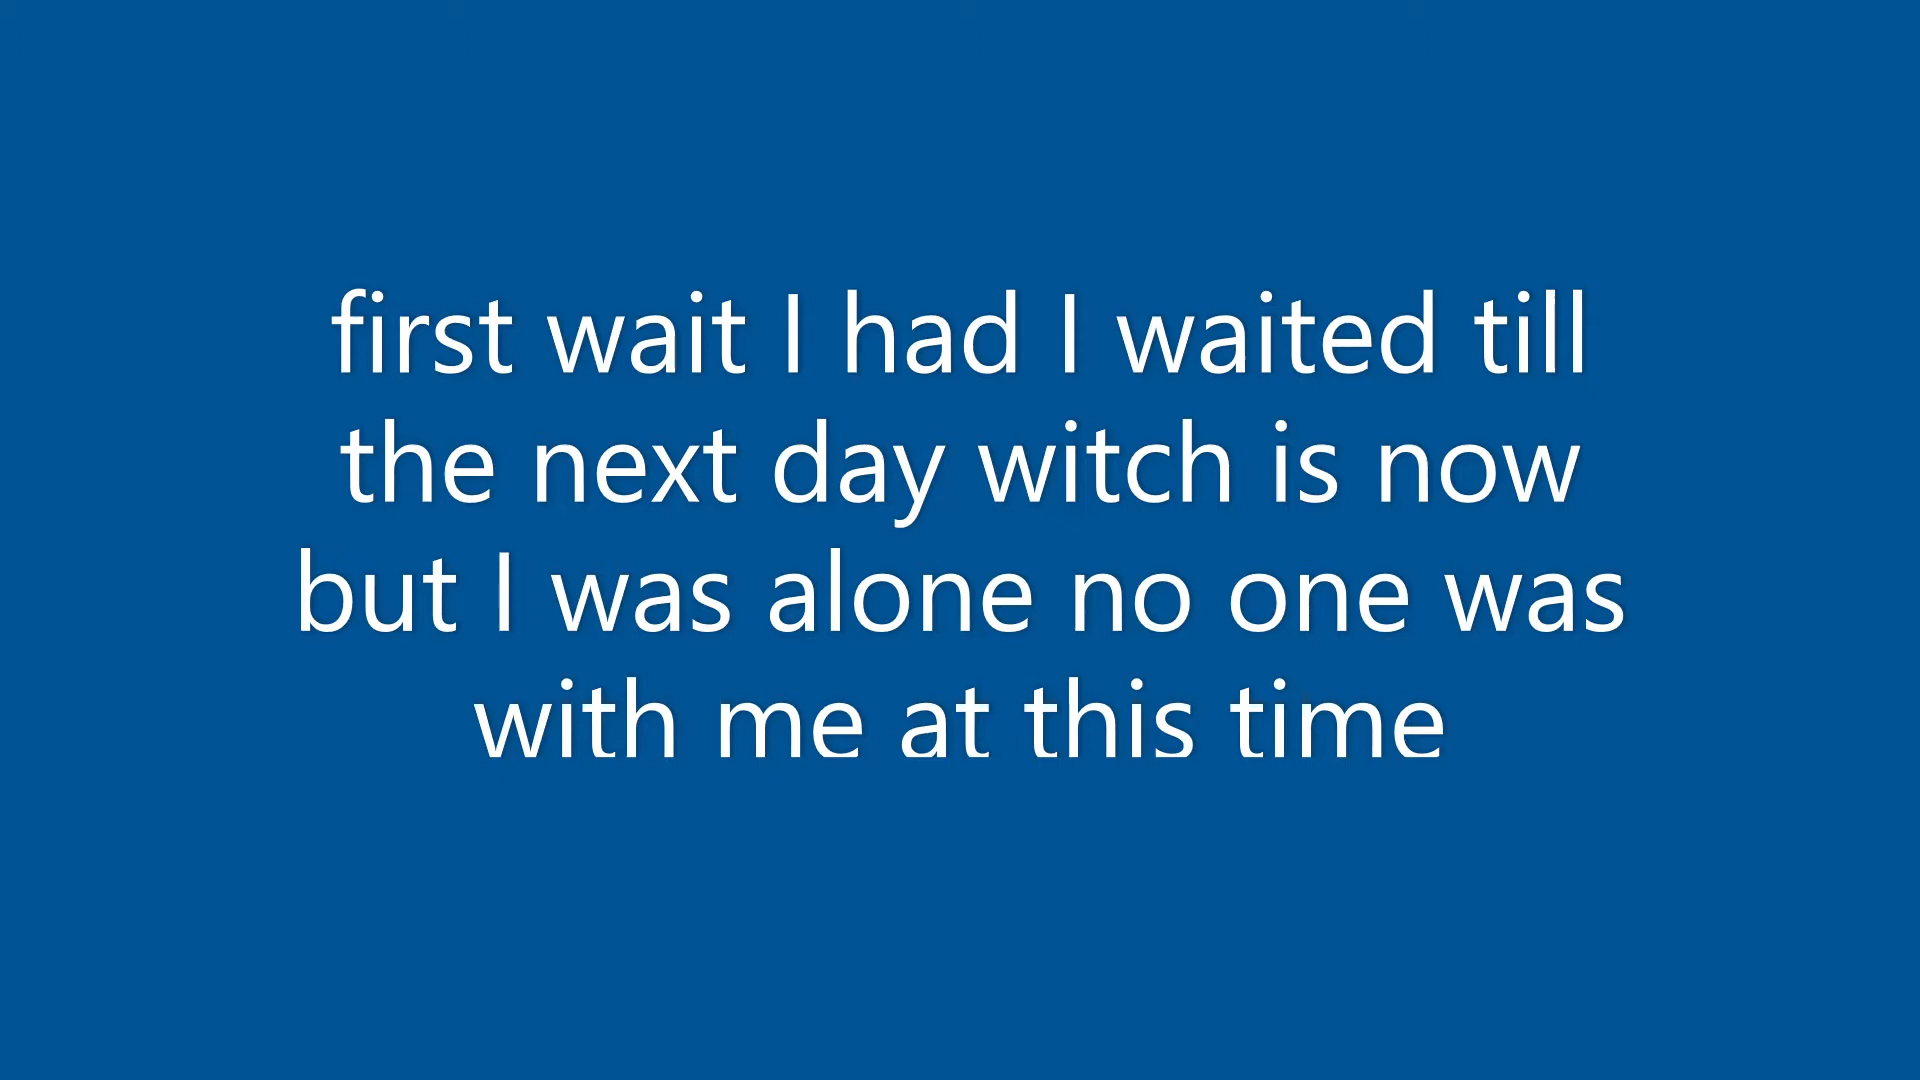 first wait I had I waited till
the next day witch is now
but I was alone no one was
with me at this time